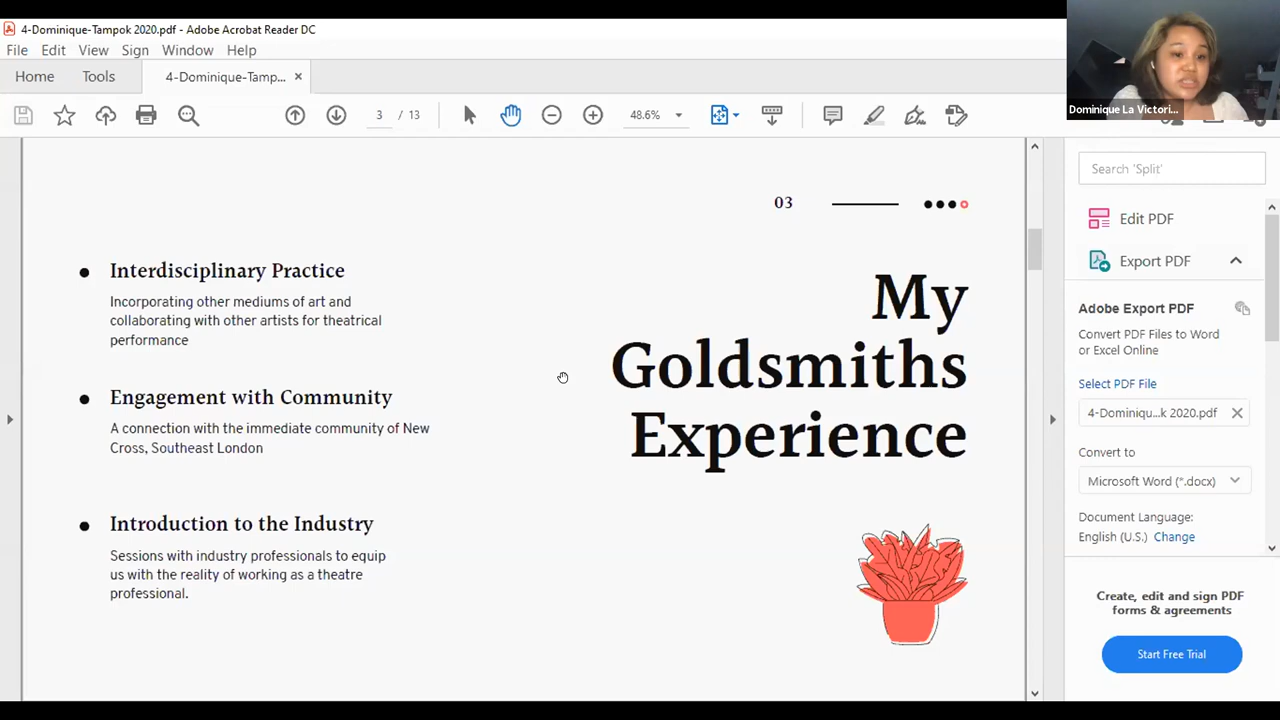 4-Dominique-Tampok 2020.pdf - Adobe Acrobat Reader DC
File Edit View Sign Window Help
Home Tools 4-Dominique-Tamp... ×
3 / 13 48.6%
Dominique La Victori...
03
My
Goldsmiths
Experience
Interdisciplinary Practice
Incorporating other mediums of art and
collaborating with other artists for theatrical
performance
Engagement with Community
A connection with the immediate community of New
Cross, Southeast London
Introduction to the Industry
Sessions with industry professionals to equip
us with the reality of working as a theatre
professional.
Search 'Split'
Edit PDF
Export PDF
Adobe Export PDF
Convert PDF Files to Word
or Excel Online
Select PDF File
4-Dominiqu...k 2020.pdf
Convert to
Microsoft Word (*.docx)
Document Language:
English (U.S.) Change
Create, edit and sign PDF
forms & agreements
Start Free Trial